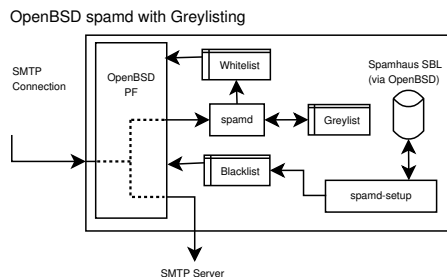 OpenBSD spamd with Greylisting
SMTP
Connection
OpenBSD
PF
Whitelist
spamd
Greylist
Blacklist
Spamhaus SBL
(via OpenBSD)
spamd-setup
SMTP Server